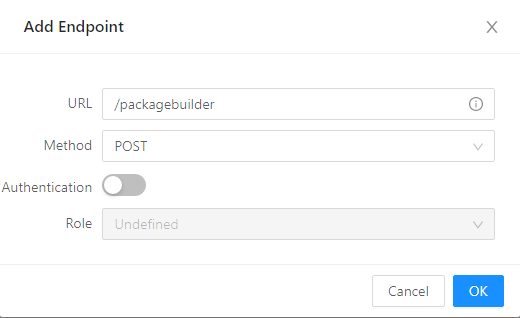 Add Endpoint
URL /packagebuilder
Method POST
Authentication
Role Undefined
Cancel OK